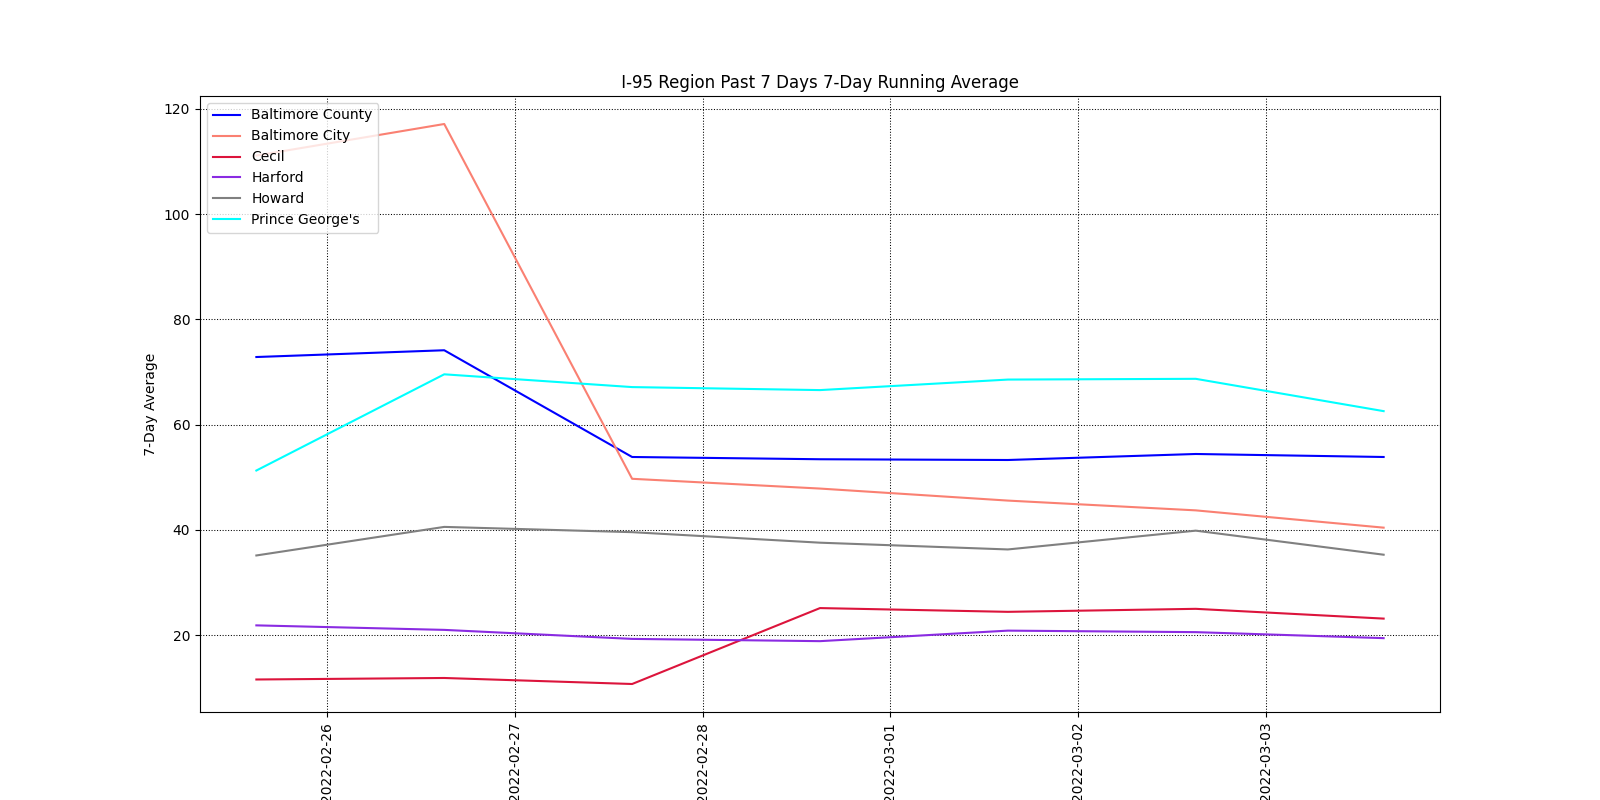 I-95 Region Past 7 Days 7-Day Running Average
Baltimore County
Baltimore City
Cecil
Harford
Howard
Prince George's
7-Day Average
120
100
80
60
40
20
2022-02-26
2022-02-27
2022-02-28
2022-03-01
2022-03-02
2022-03-03